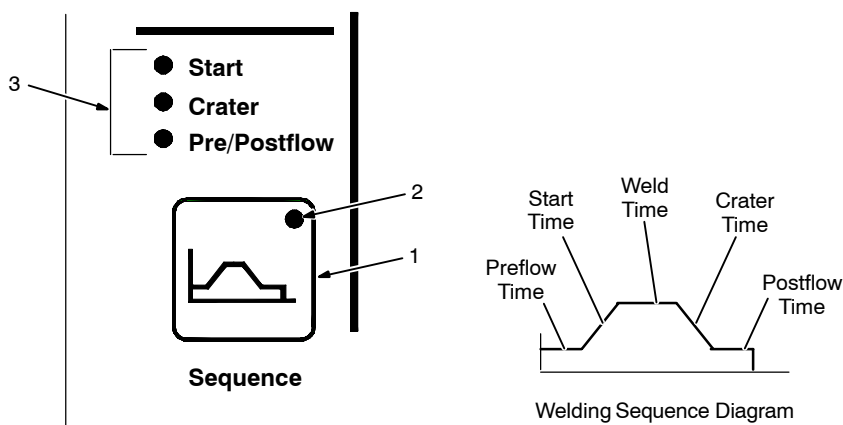 3
Start
Crater
Pre/Postflow
2
1
Sequence
Start
Time
Weld
Time
Crater
Time
Preflow
Time
Postflow
Time
Welding Sequence Diagram